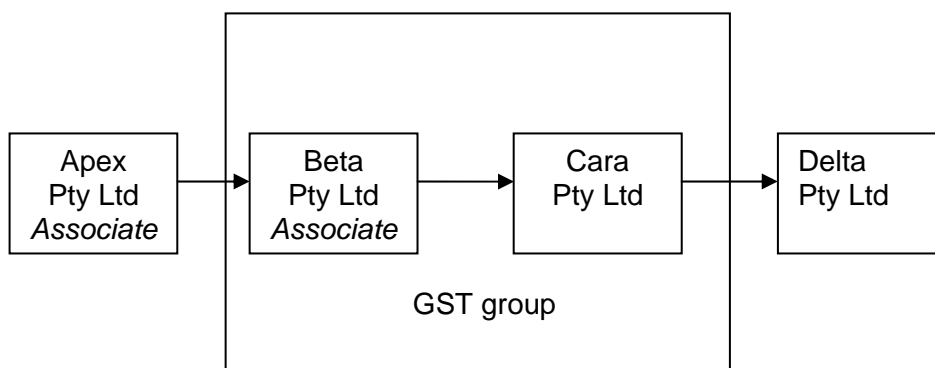 Apex
Pty Ltd
Associate
Beta
Pty Ltd
Associate
Cara
Pty Ltd
Delta
Pty Ltd
GST group